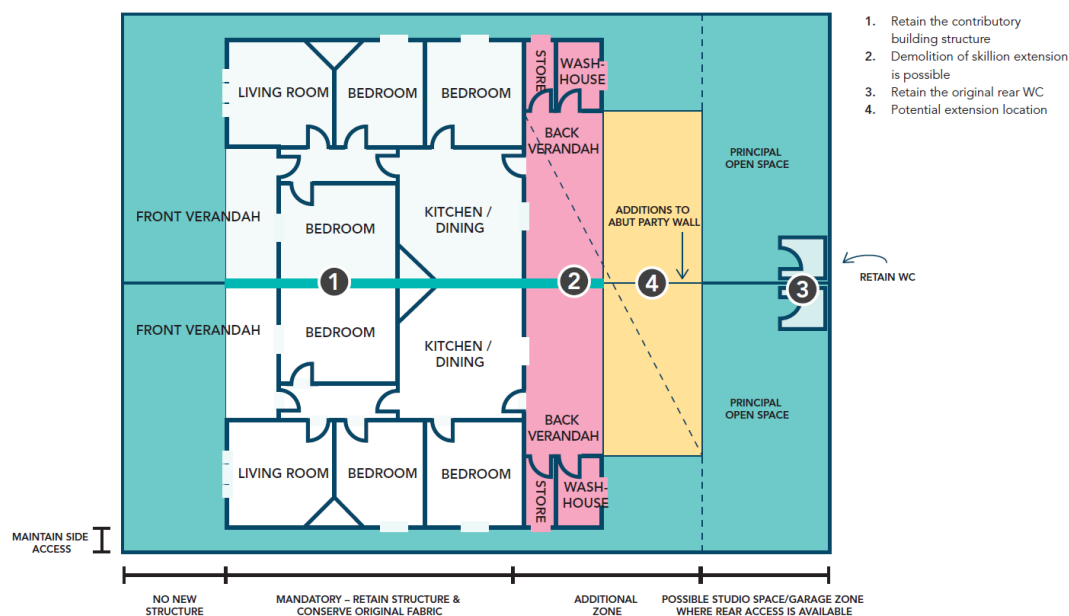 1. Retain the contributory
building structure
2. Demolition of skillion extension
is possible
3. Retain the original rear WC
4. Potential extension location
STORE
WASH-
HOUSE
LIVING ROOM
BEDROOM
BEDROOM
BACK
VERANDAH
PRINCIPAL
OPEN SPACE
FRONT VERANDAH
BEDROOM
KITCHEN /
DINING
ADDITIONS TO
ABUT PARTY WALL
RETAIN WC
1
2
4
3
FRONT VERANDAH
BEDROOM
KITCHEN /
DINING
PRINCIPAL
OPEN SPACE
BACK
VERANDAH
LIVING ROOM
BEDROOM
BEDROOM
STORE
WASH-
HOUSE
MAINTAIN SIDE
ACCESS
NO NEW
STRUCTURE
MANDATORY – RETAIN STRUCTURE &
CONSERVE ORIGINAL FABRIC
ADDITIONAL
ZONE
POSSIBLE STUDIO SPACE/GARAGE ZONE
WHERE REAR ACCESS IS AVAILABLE